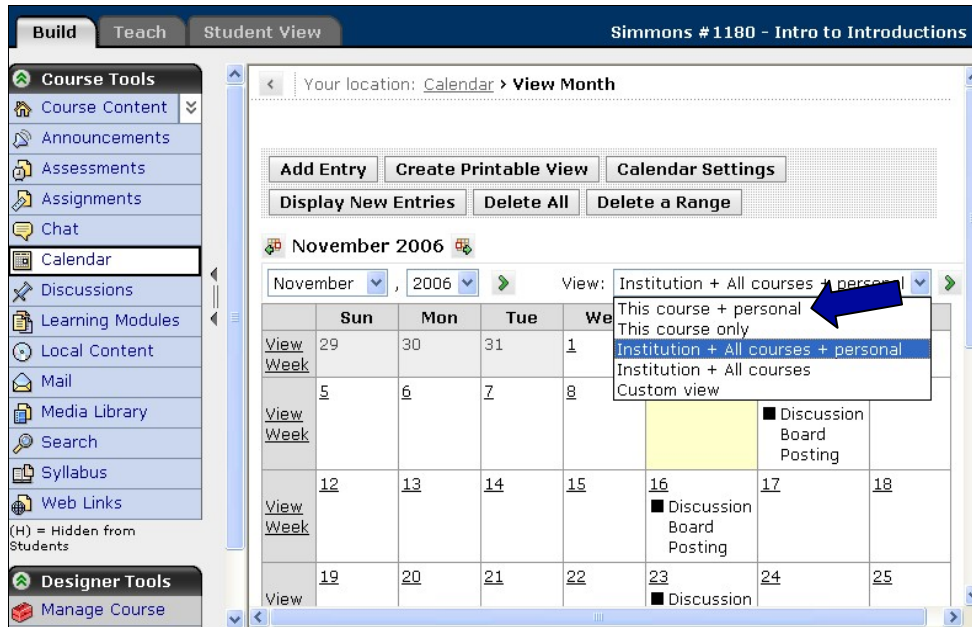 Build Teach Student View Simmons #1180 - Intro to Introductions
Course Tools
Course Content
Announcements
Assessments
Assignments
Chat
Calendar
Discussions
Learning Modules
Local Content
Mail
Media Library
Search
Syllabus
Web Links
(H) = Hidden from
Students
Designer Tools
Manage Course
Your location: Calendar > View Month
Add Entry Create Printable View Calendar Settings
Display New Entries Delete All Delete a Range
November 2006
November , 2006 View: Institution + All courses + personal
This course + personal
This course only
Institution + All courses + personal
Institution + All courses
Custom view
Sun Mon Tue
View Week 29 30 31 1
View Week 5 6 7 8
Discussion
Board
Posting
View Week 12 13 14 15 16 17 18
Discussion
Board
Posting
View 19 20 21 22 23 24 25
Discussion